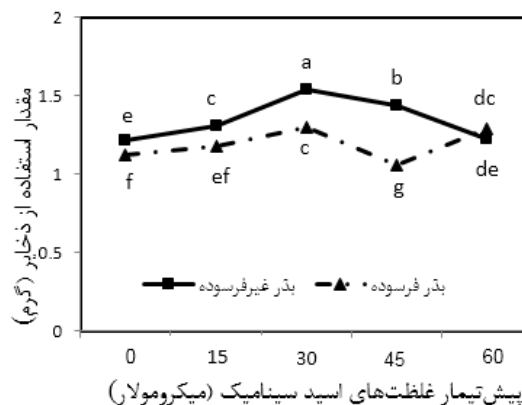 2
1.5
1
0.5
0
مقدار استفاده از ذخایر (گرم)
e
c
a
b
dc
f
ef
c
g
de
بذر غیرفرسوده
بذر فرسوده
0 15 30 45 60
پیش‌تیمار غلظت‌های اسید سینامیک (میکرومولار)